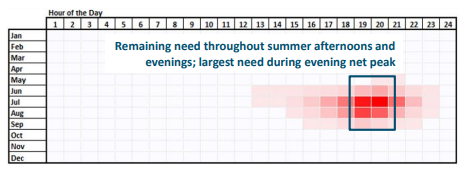 Hour of the Day
1 2 3 4 5 6 7 8 9 10 11 12 13 14 15 16 17 18 19 20 21 22 23 24
Jan
Feb
Mar
Apr
May
Jun
Jul
Aug
Sep
Oct
Nov
Dec
Remaining need throughout summer afternoons and
evenings; largest need during evening net peak